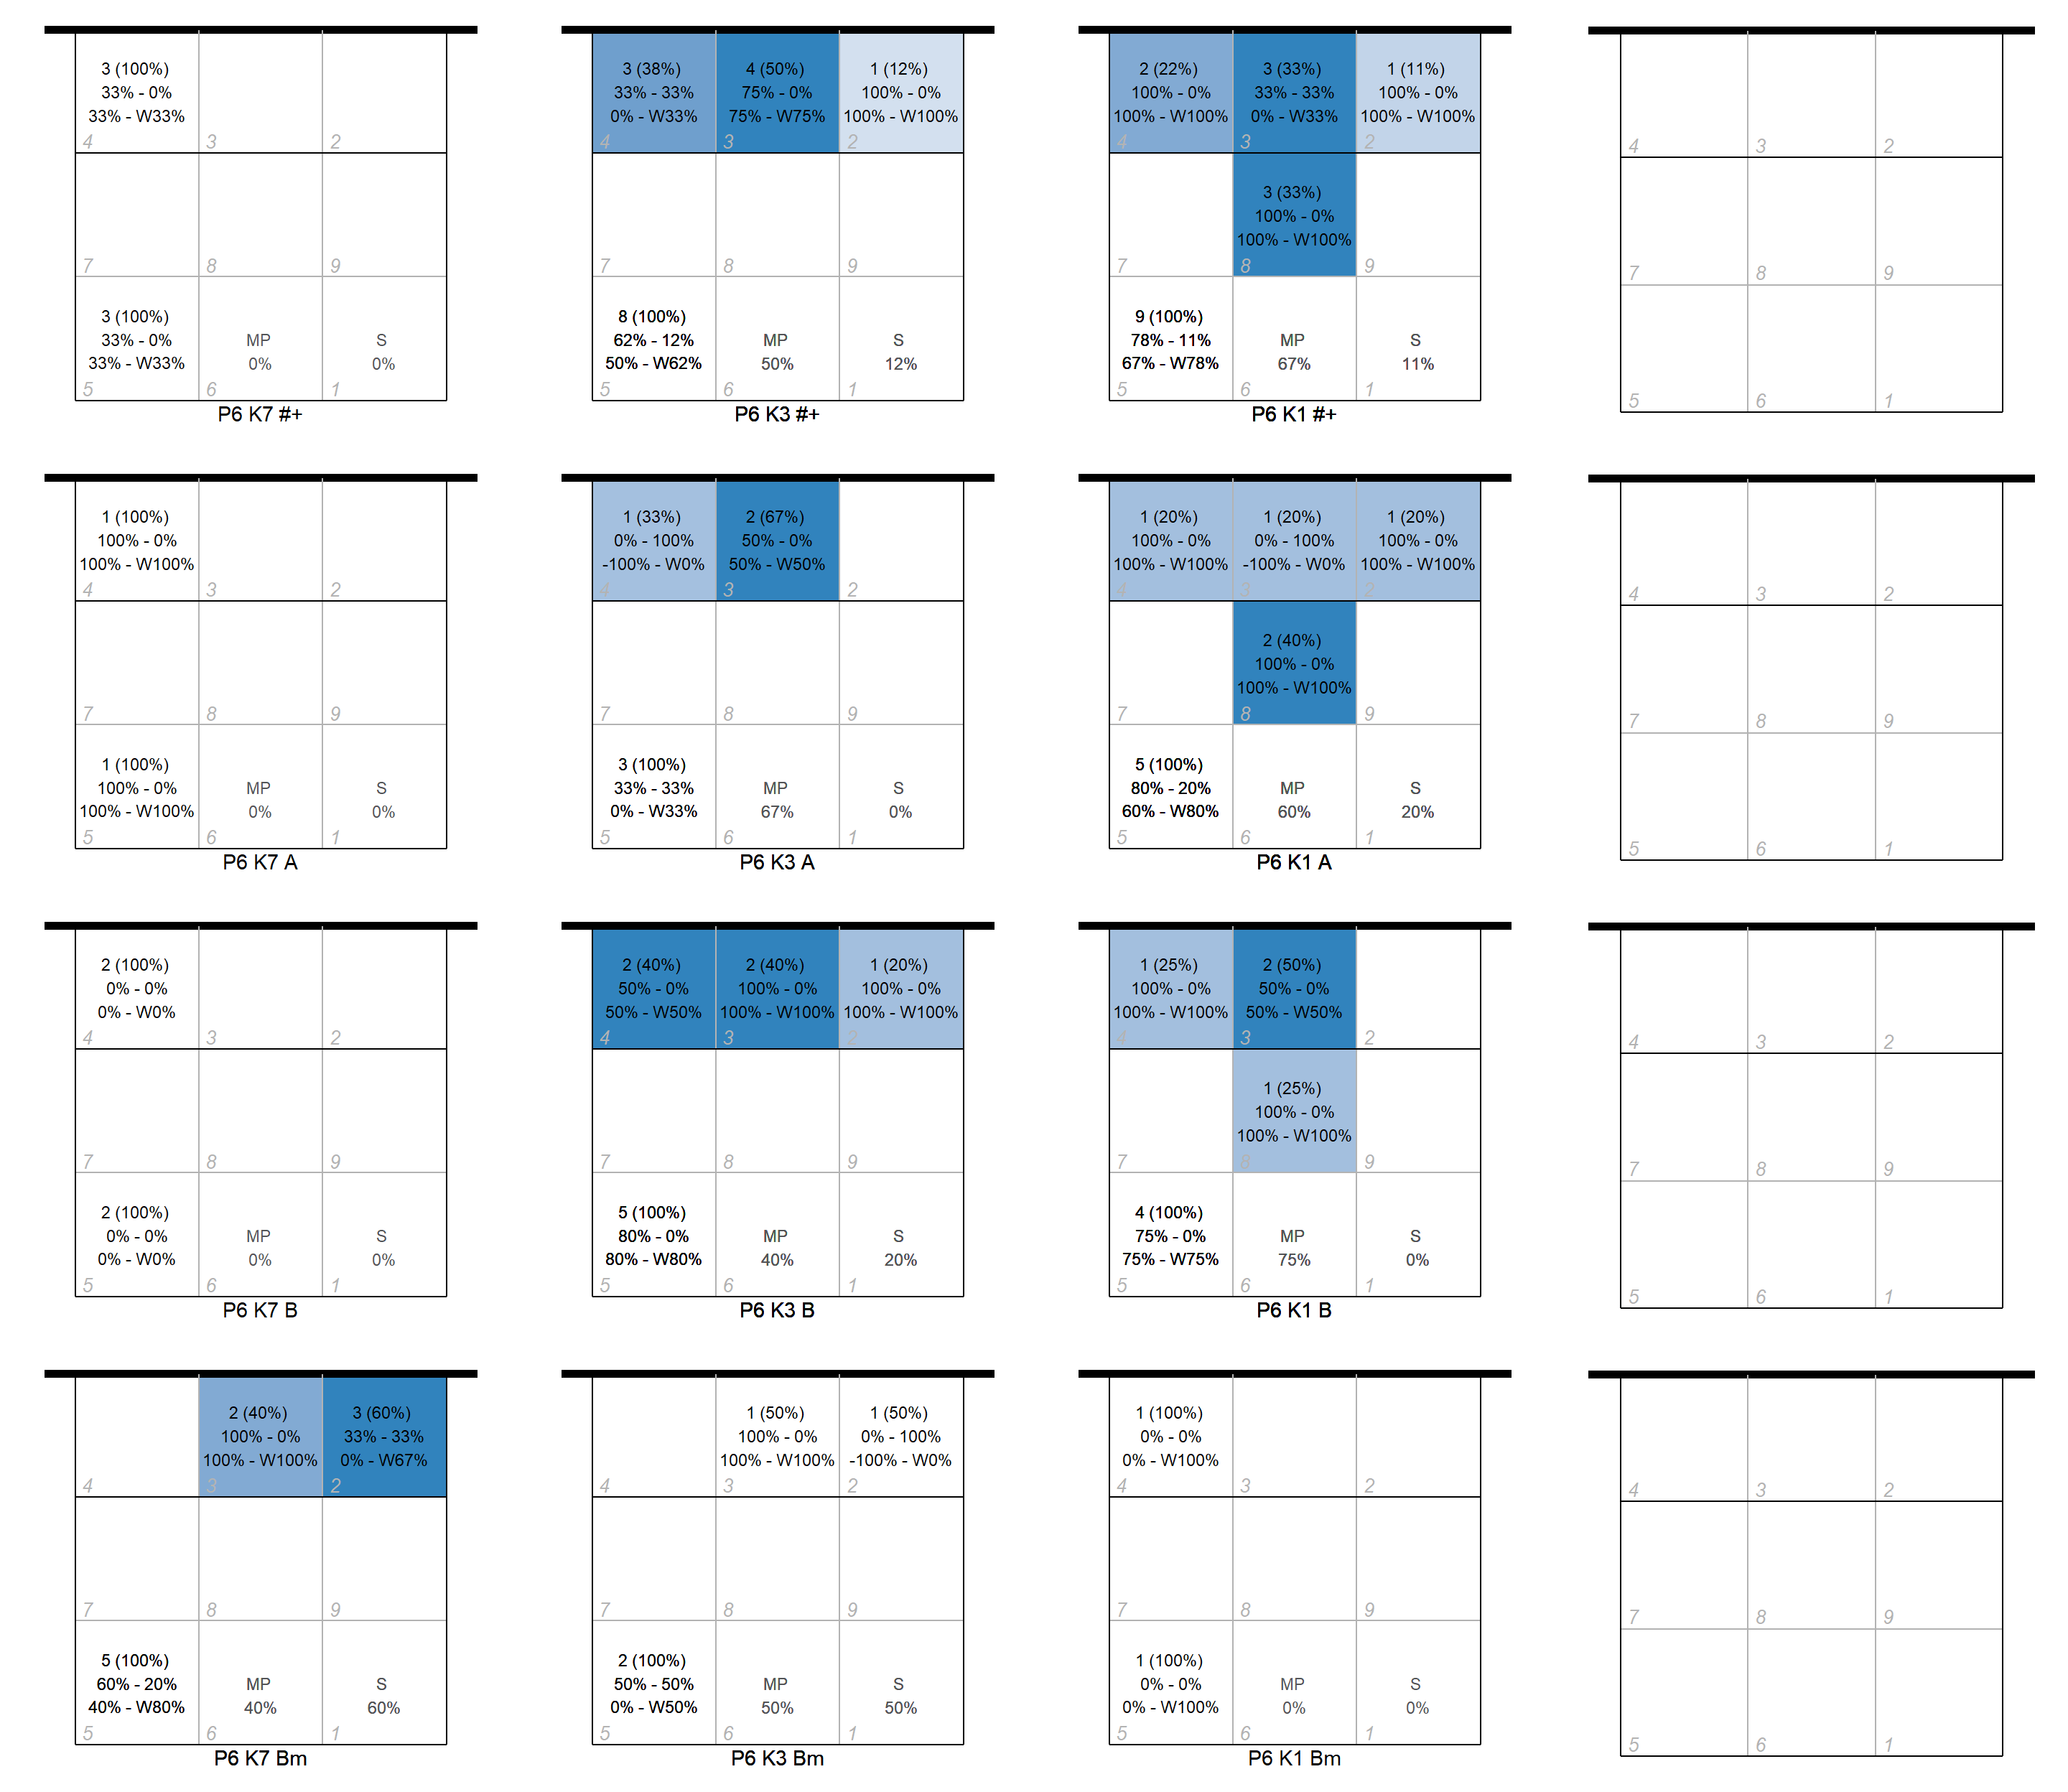 3 (100%)
33% - 0%
33% - W33%
4
3
2
7
8
9
3 (100%)
33% - 0%
33% - W33%
5
MP
0%
6
S
0%
1
P6 K7 #+
3 (38%)
33% - 33%
0% - W33%
4
4 (50%)
75% - 0%
75% - W75%
3
1 (12%)
100% - 0%
100% - W100%
2
7
8
9
8 (100%)
62% - 12%
50% - W62%
5
MP
50%
6
S
12%
1
P6 K3 #+
2 (22%)
100% - 0%
100% - W100%
4
3 (33%)
33% - 33%
0% - W33%
3
1 (11%)
100% - 0%
100% - W100%
2
7
3 (33%)
100% - 0%
100% - W100%
8
9
9 (100%)
78% - 11%
67% - W78%
5
MP
67%
6
S
11%
1
P6 K1 #+
4
3
2
7
8
9
5
6
1
1 (100%)
100% - 0%
100% - W100%
4
3
2
7
8
9
1 (100%)
100% - 0%
100% - W100%
5
MP
0%
6
S
0%
1
P6 K7 A
1 (33%)
0% - 100%
-100% - W0%
4
2 (67%)
50% - 0%
50% - W50%
3
2
7
8
9
3 (100%)
33% - 33%
0% - W33%
5
MP
67%
6
S
0%
1
P6 K3 A
1 (20%)
100% - 0%
100% - W100%
4
1 (20%)
0% - 100%
-100% - W0%
3
1 (20%)
100% - 0%
100% - W100%
2
7
2 (40%)
100% - 0%
100% - W100%
8
9
5 (100%)
80% - 20%
60% - W80%
5
MP
60%
6
S
20%
1
P6 K1 A
4
3
2
7
8
9
5
6
1
2 (100%)
0% - 0%
0% - W0%
4
3
2
7
8
9
2 (100%)
0% - 0%
0% - W0%
5
MP
0%
6
S
0%
1
P6 K7 B
2 (40%)
50% - 0%
50% - W50%
4
2 (40%)
100% - 0%
100% - W100%
3
1 (20%)
100% - 0%
100% - W100%
2
7
8
9
5 (100%)
80% - 0%
80% - W80%
5
MP
40%
6
S
20%
1
P6 K3 B
1 (25%)
100% - 0%
100% - W100%
4
2 (50%)
50% - 0%
50% - W50%
3
2
7
1 (25%)
100% - 0%
100% - W100%
8
9
4 (100%)
75% - 0%
75% - W75%
5
MP
75%
6
S
0%
1
P6 K1 B
4
3
2
7
8
9
5
6
1
4
2 (40%)
100% - 0%
100% - W100%
3
3 (60%)
33% - 33%
0% - W67%
2
7
8
9
5 (100%)
60% - 20%
40% - W80%
5
MP
40%
6
S
60%
1
P6 K7 Bm
4
1 (50%)
100% - 0%
100% - W100%
3
1 (50%)
0% - 100%
-100% - W0%
2
7
8
9
2 (100%)
50% - 50%
0% - W50%
5
MP
50%
6
S
50%
1
P6 K3 Bm
1 (100%)
0% - 0%
0% - W100%
4
3
2
7
8
9
1 (100%)
0% - 0%
0% - W100%
5
MP
0%
6
S
0%
1
P6 K1 Bm
4
3
2
7
8
9
5
6
1